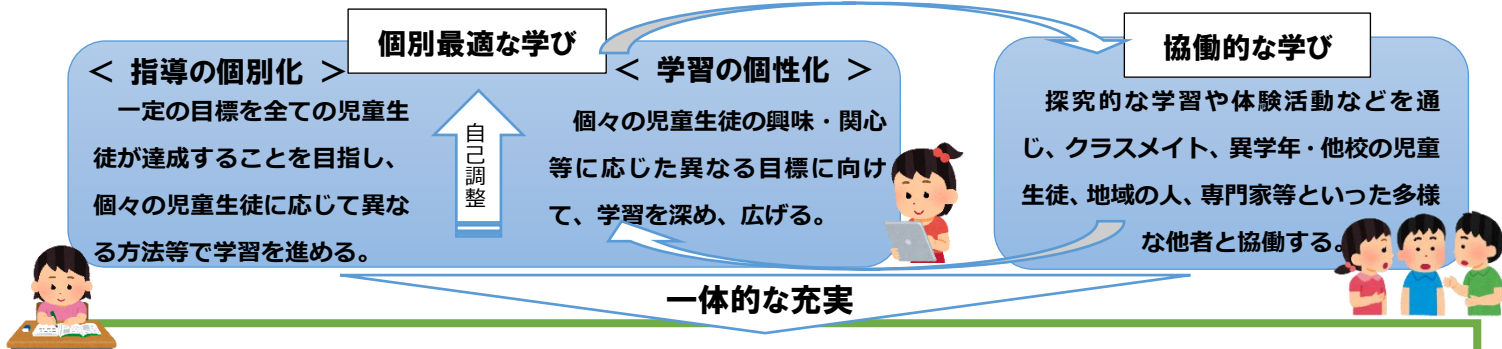 個別最適な学び
＜ 指導の個別化 ＞
一定の目標を全ての児童生
徒が達成することを目指し、
個々の児童生徒に応じて異な
る方法等で学習を進める。
自己調整
＜ 学習の個性化 ＞
個々の児童生徒の興味・関心
等に応じた異なる目標に向け
て、学習を深め、広げる。
協働的な学び
探究的な学習や体験活動などを通
じ、クラスメイト、異学年・他校の児童
生徒、地域の人、専門家等といった多様
な他者と協働する。
一体的な充実